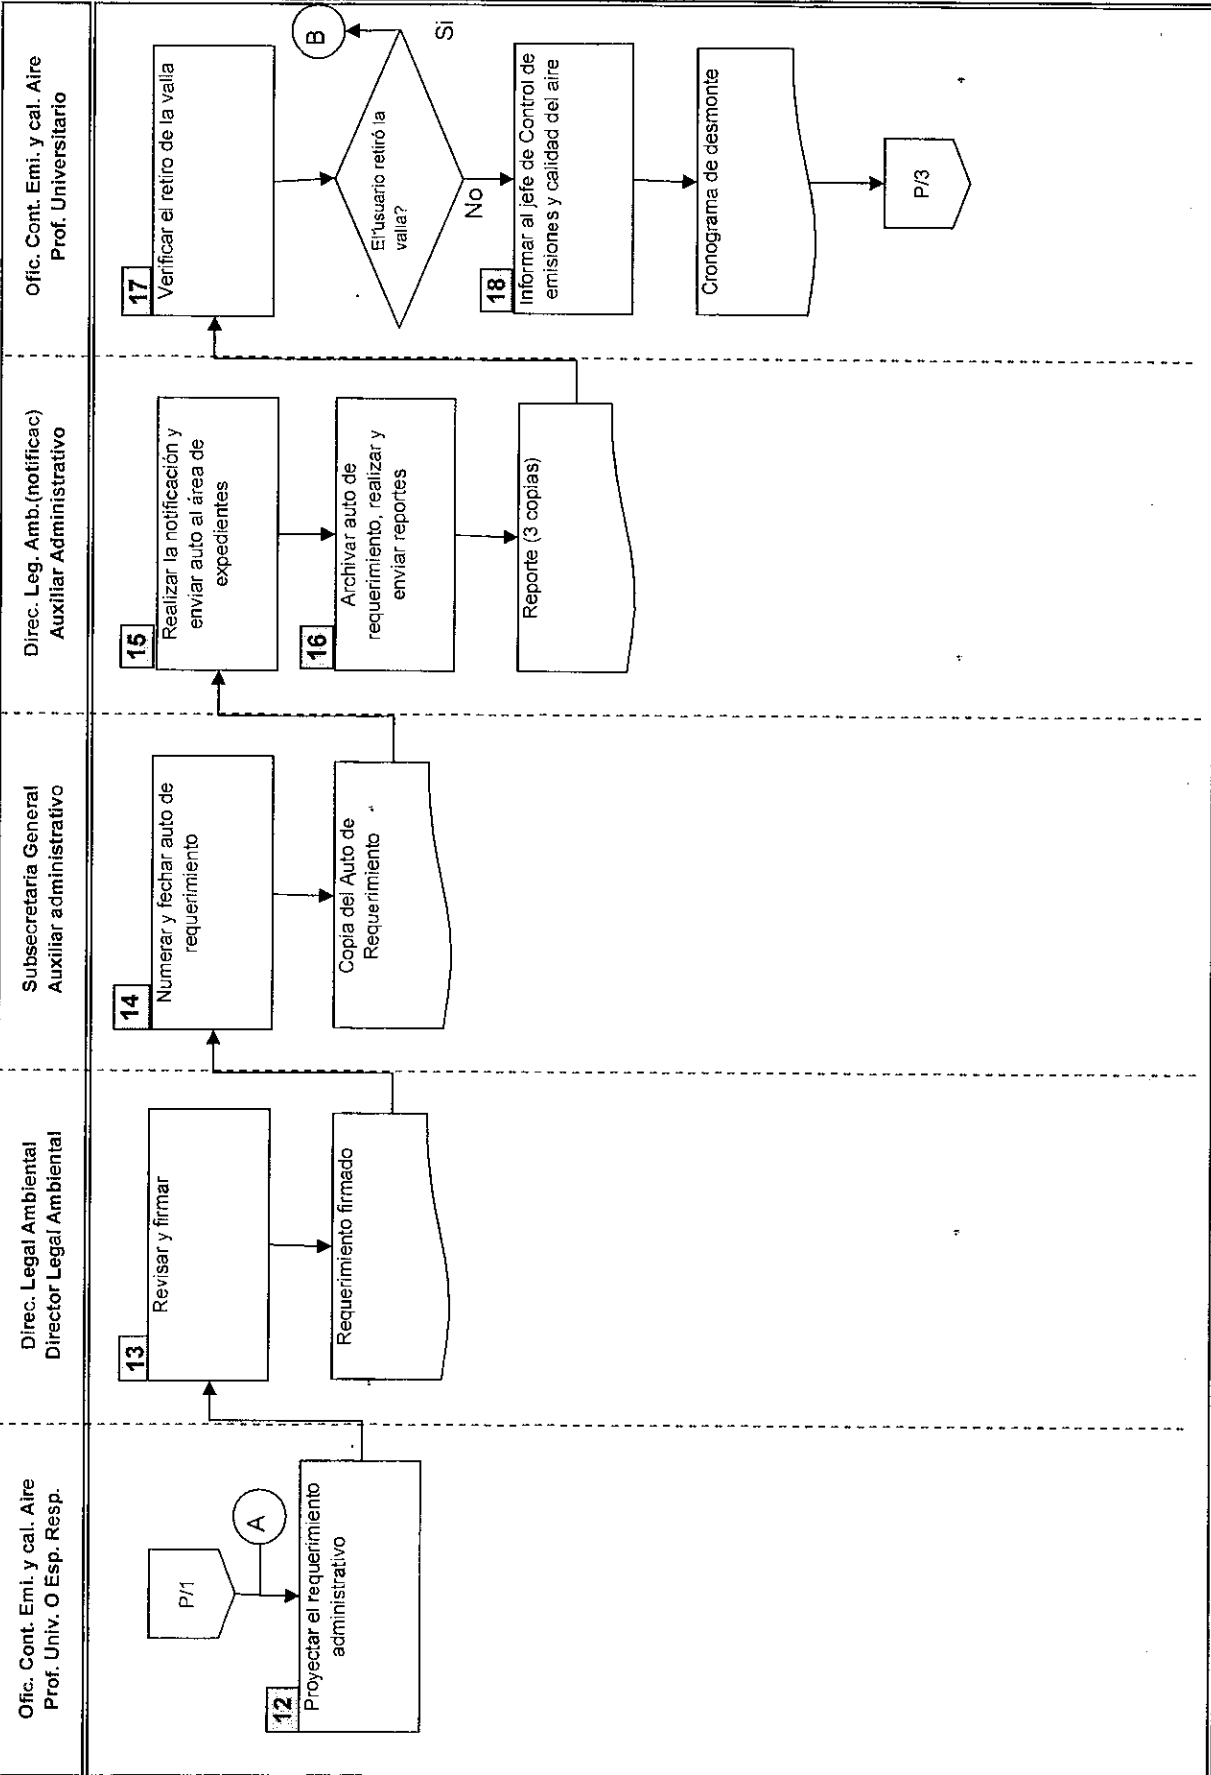 Ofic. Cont. Emi. y cal. Aire
Prof. Univ. O Esp. Resp.
Direc. Legal Ambiental
Director Legal Ambiental
Subsecretaria General
Auxiliar administrativo
Direc. Leg. Amb.(notificac)
Auxiliar Administrativo
Ofic. Cont. Emi. y cal. Aire
Prof. Universitario
P/1
A
12
Proyectar el requerimiento
administrativo
13
Revisar y firmar
Requerimiento firmado
14
Numerar y fechar auto de
requerimiento
Copia del Auto de
Requerimiento
15
Realizar la notificación y
enviar auto al área de
expedientes
16
Archivar auto de
requerimiento, realizar y
enviar reportes
Reporte (3 copias)
17
Verificar el retiro de la valla
El usuario retiró la
valla?
B
Si
No
18
Informar al jefe de Control de
emisiones y calidad del aire
Cronograma de desmonte
P/3